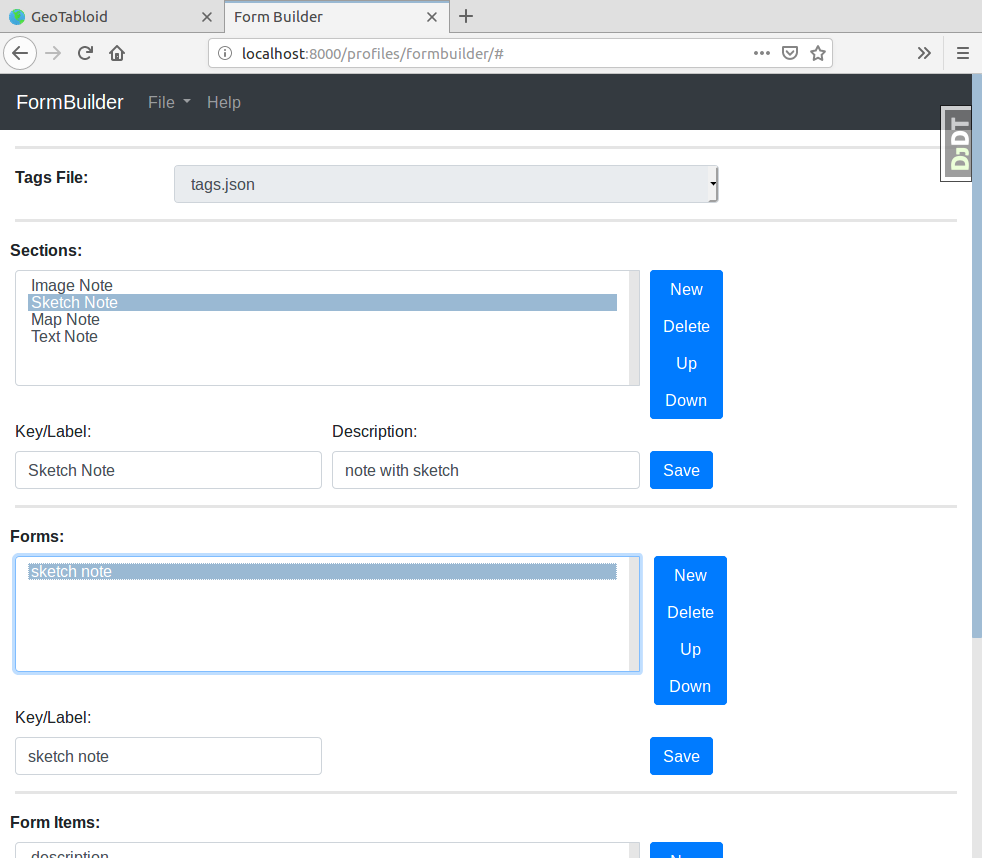 GeoTabloid
Form Builder
localhost:8000/profiles/formbuilder/#
FormBuilder File Help
DJDT
Tags File: tags.json
Sections:
Image Note
Sketch Note
Map Note
Text Note
New
Delete
Up
Down
Key/Label: Description:
Sketch Note note with sketch Save
Forms:
sketch note
New
Delete
Up
Down
Key/Label:
sketch note Save
Form Items:
description New